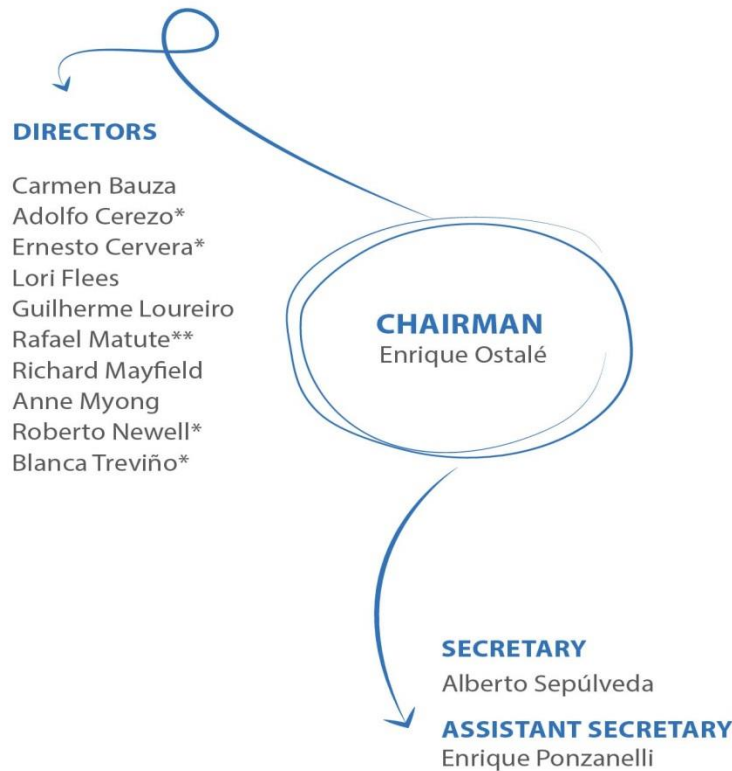 DIRECTORS
Carmen Bauza
Adolfo Cerezo*
Ernesto Cervera*
Lori Flees
Guilherme Loureiro
Rafael Matute**
Richard Mayfield
Anne Myong
Roberto Newell*
Blanca Treviño*
CHAIRMAN
Enrique Ostalé
SECRETARY
Alberto Sepúlveda
ASSISTANT SECRETARY
Enrique Ponzanelli